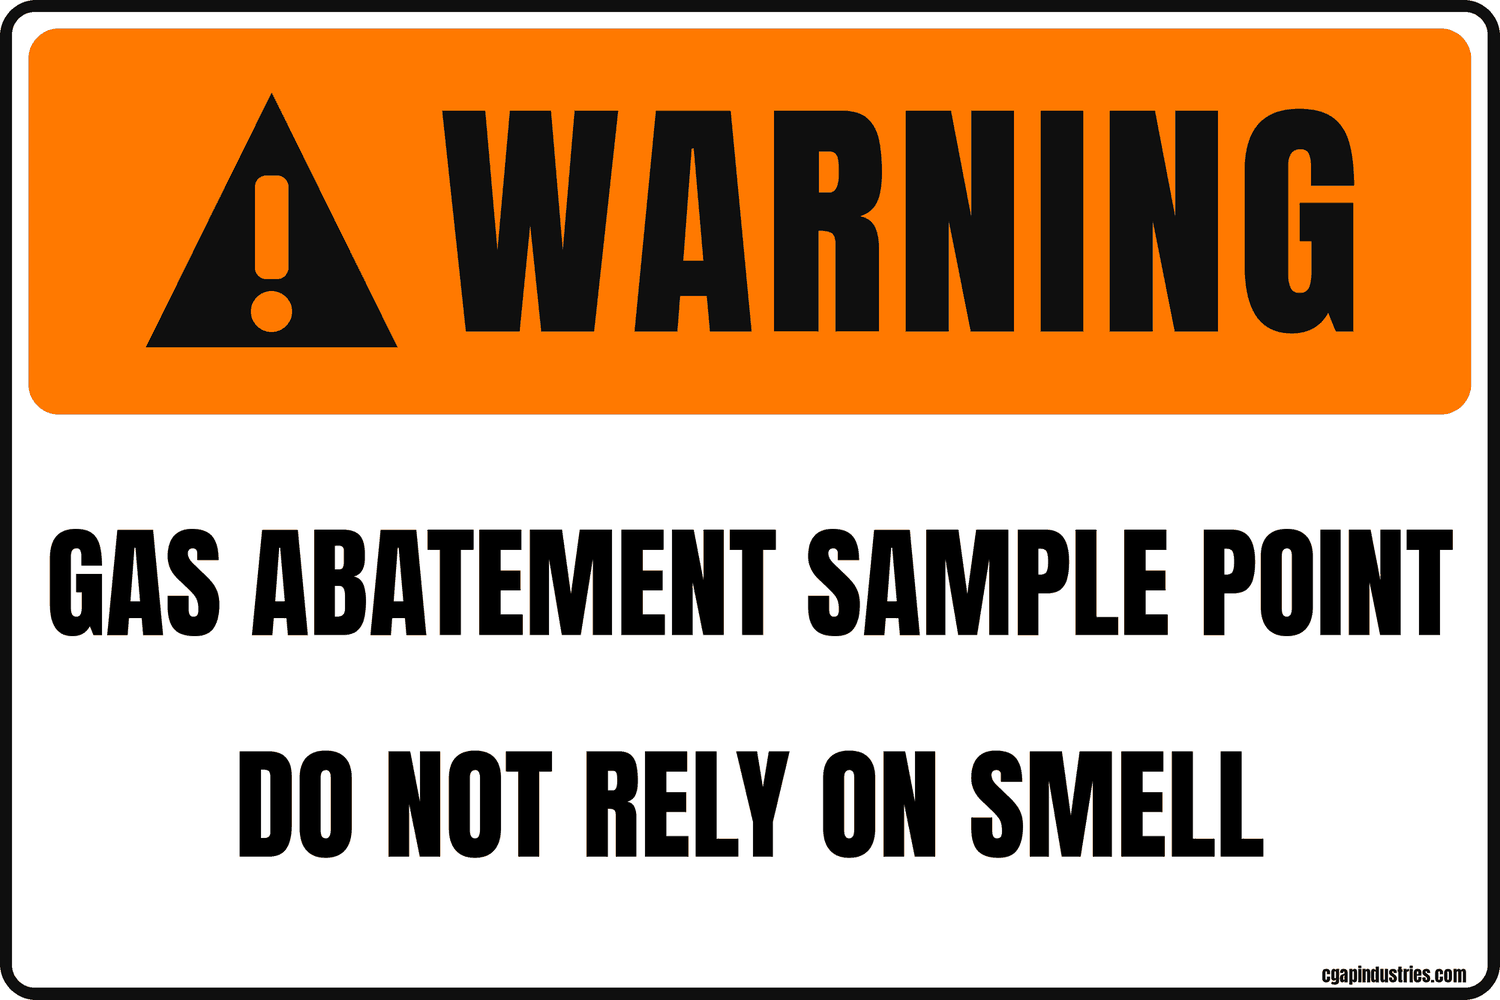 WARNING
GAS ABATEMENT SAMPLE POINT
DO NOT RELY ON SMELL
cgapindustries.com